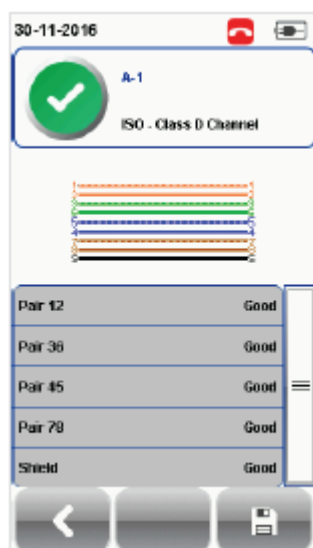 30-11-2016
A-1
ISO - Class D Channel
Pair 12 Good
Pair 36 Good
Pair 45 Good
Pair 78 Good
Shield Good